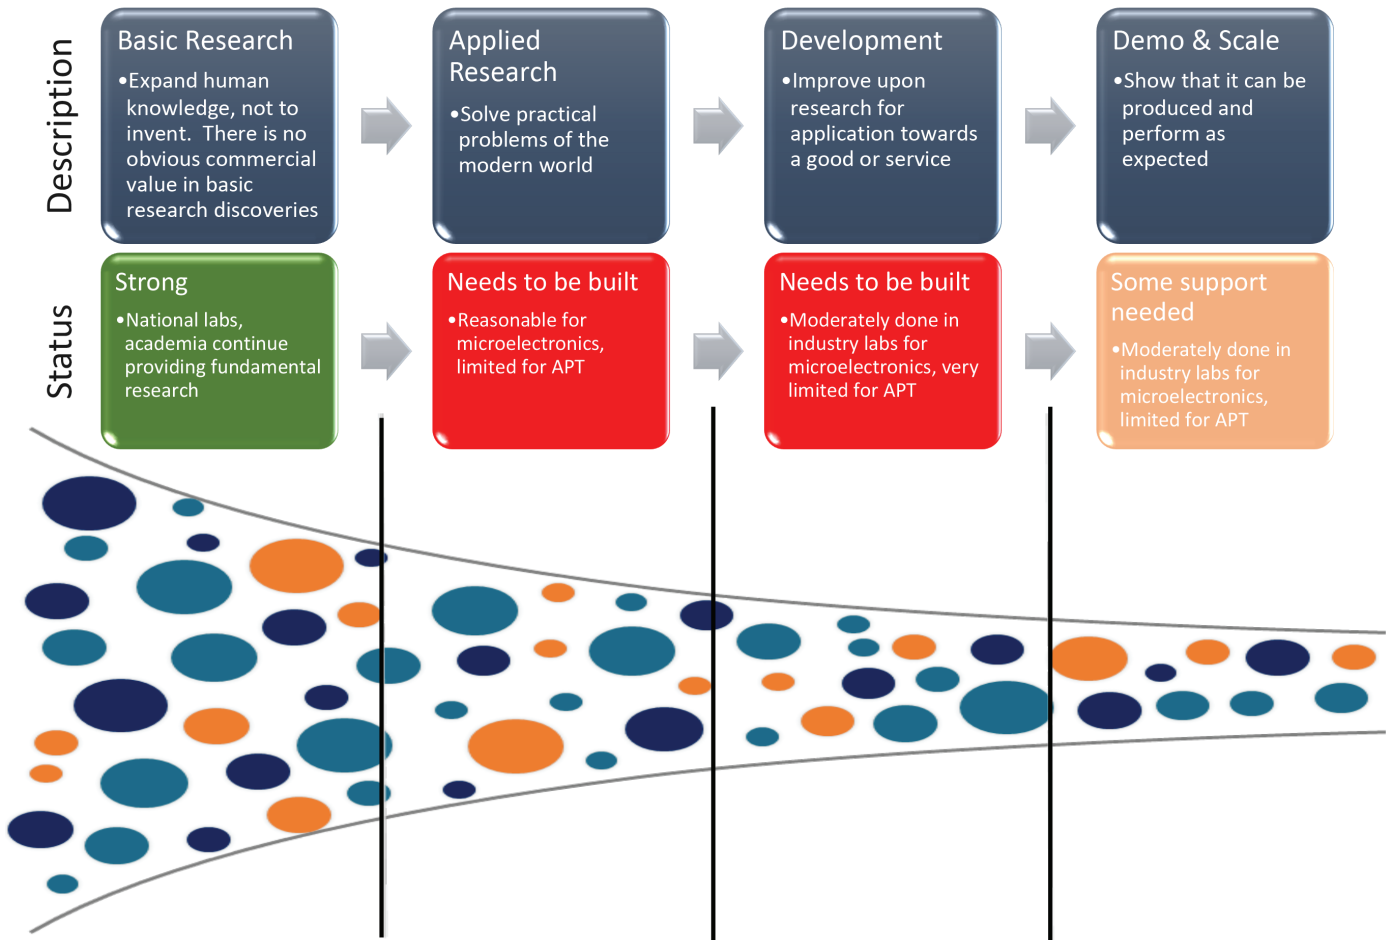 Description
Basic Research
•Expand human
knowledge, not to
invent.  There is no
obvious commercial
value in basic
research discoveries
Applied
Research
•Solve practical
problems of the
modern world
Development
•Improve upon
research for
application towards
a good or service
Demo & Scale
•Show that it can be
produced and
perform as
expected
Status
Strong
•National labs,
academia continue
providing fundamental
research
Needs to be built
•Reasonable for
microelectronics,
limited for APT
Needs to be built
•Moderately done in
industry labs for
microelectronics, very
limited for APT
Some support
needed
•Moderately done in
industry labs for
microelectronics,
limited for APT